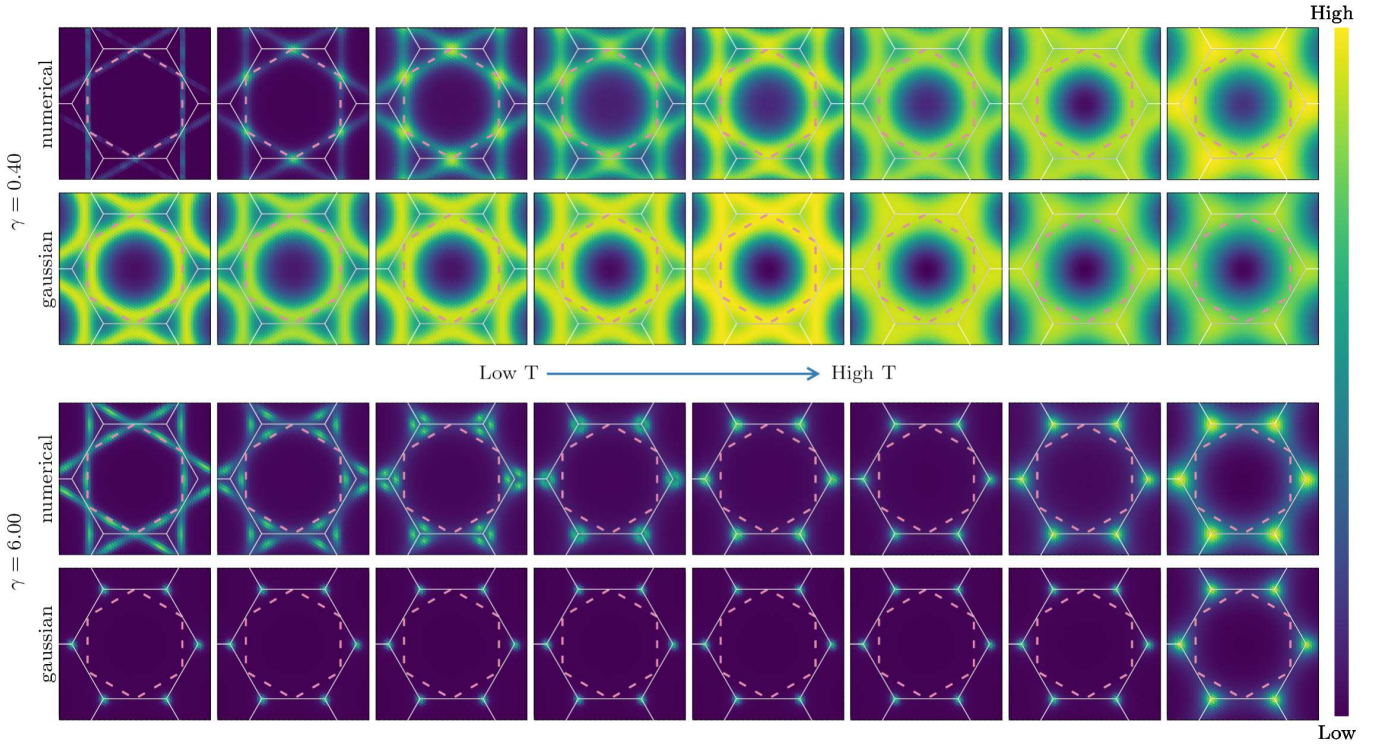 High
numerical
γ = 0.40
gaussian
Low T
High T
numerical
γ = 6.00
gaussian
Low